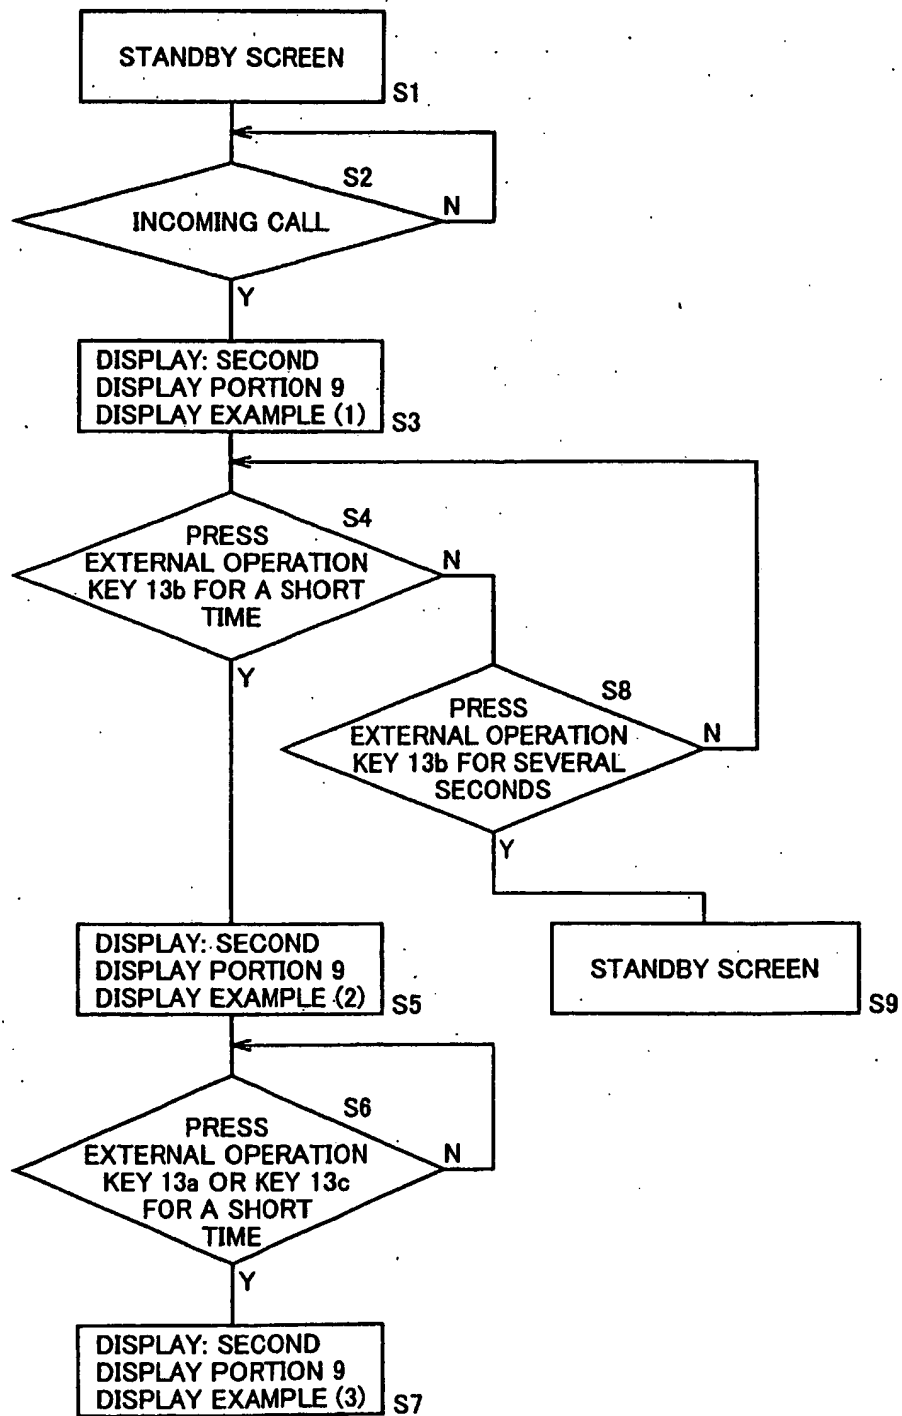 STANDBY SCREEN
S1
S2
INCOMING CALL
N
Y
DISPLAY: SECOND
DISPLAY PORTION 9
DISPLAY EXAMPLE (1)
S3
S4
PRESS
EXTERNAL OPERATION
KEY 13b FOR A SHORT
TIME
N
Y
S8
PRESS
EXTERNAL OPERATION
KEY 13b FOR SEVERAL
SECONDS
N
Y
DISPLAY: SECOND
DISPLAY PORTION 9
DISPLAY EXAMPLE (2)
S5
STANDBY SCREEN
S9
S6
PRESS
EXTERNAL OPERATION
KEY 13a OR KEY 13c
FOR A SHORT
TIME
N
Y
DISPLAY: SECOND
DISPLAY PORTION 9
DISPLAY EXAMPLE (3)
S7